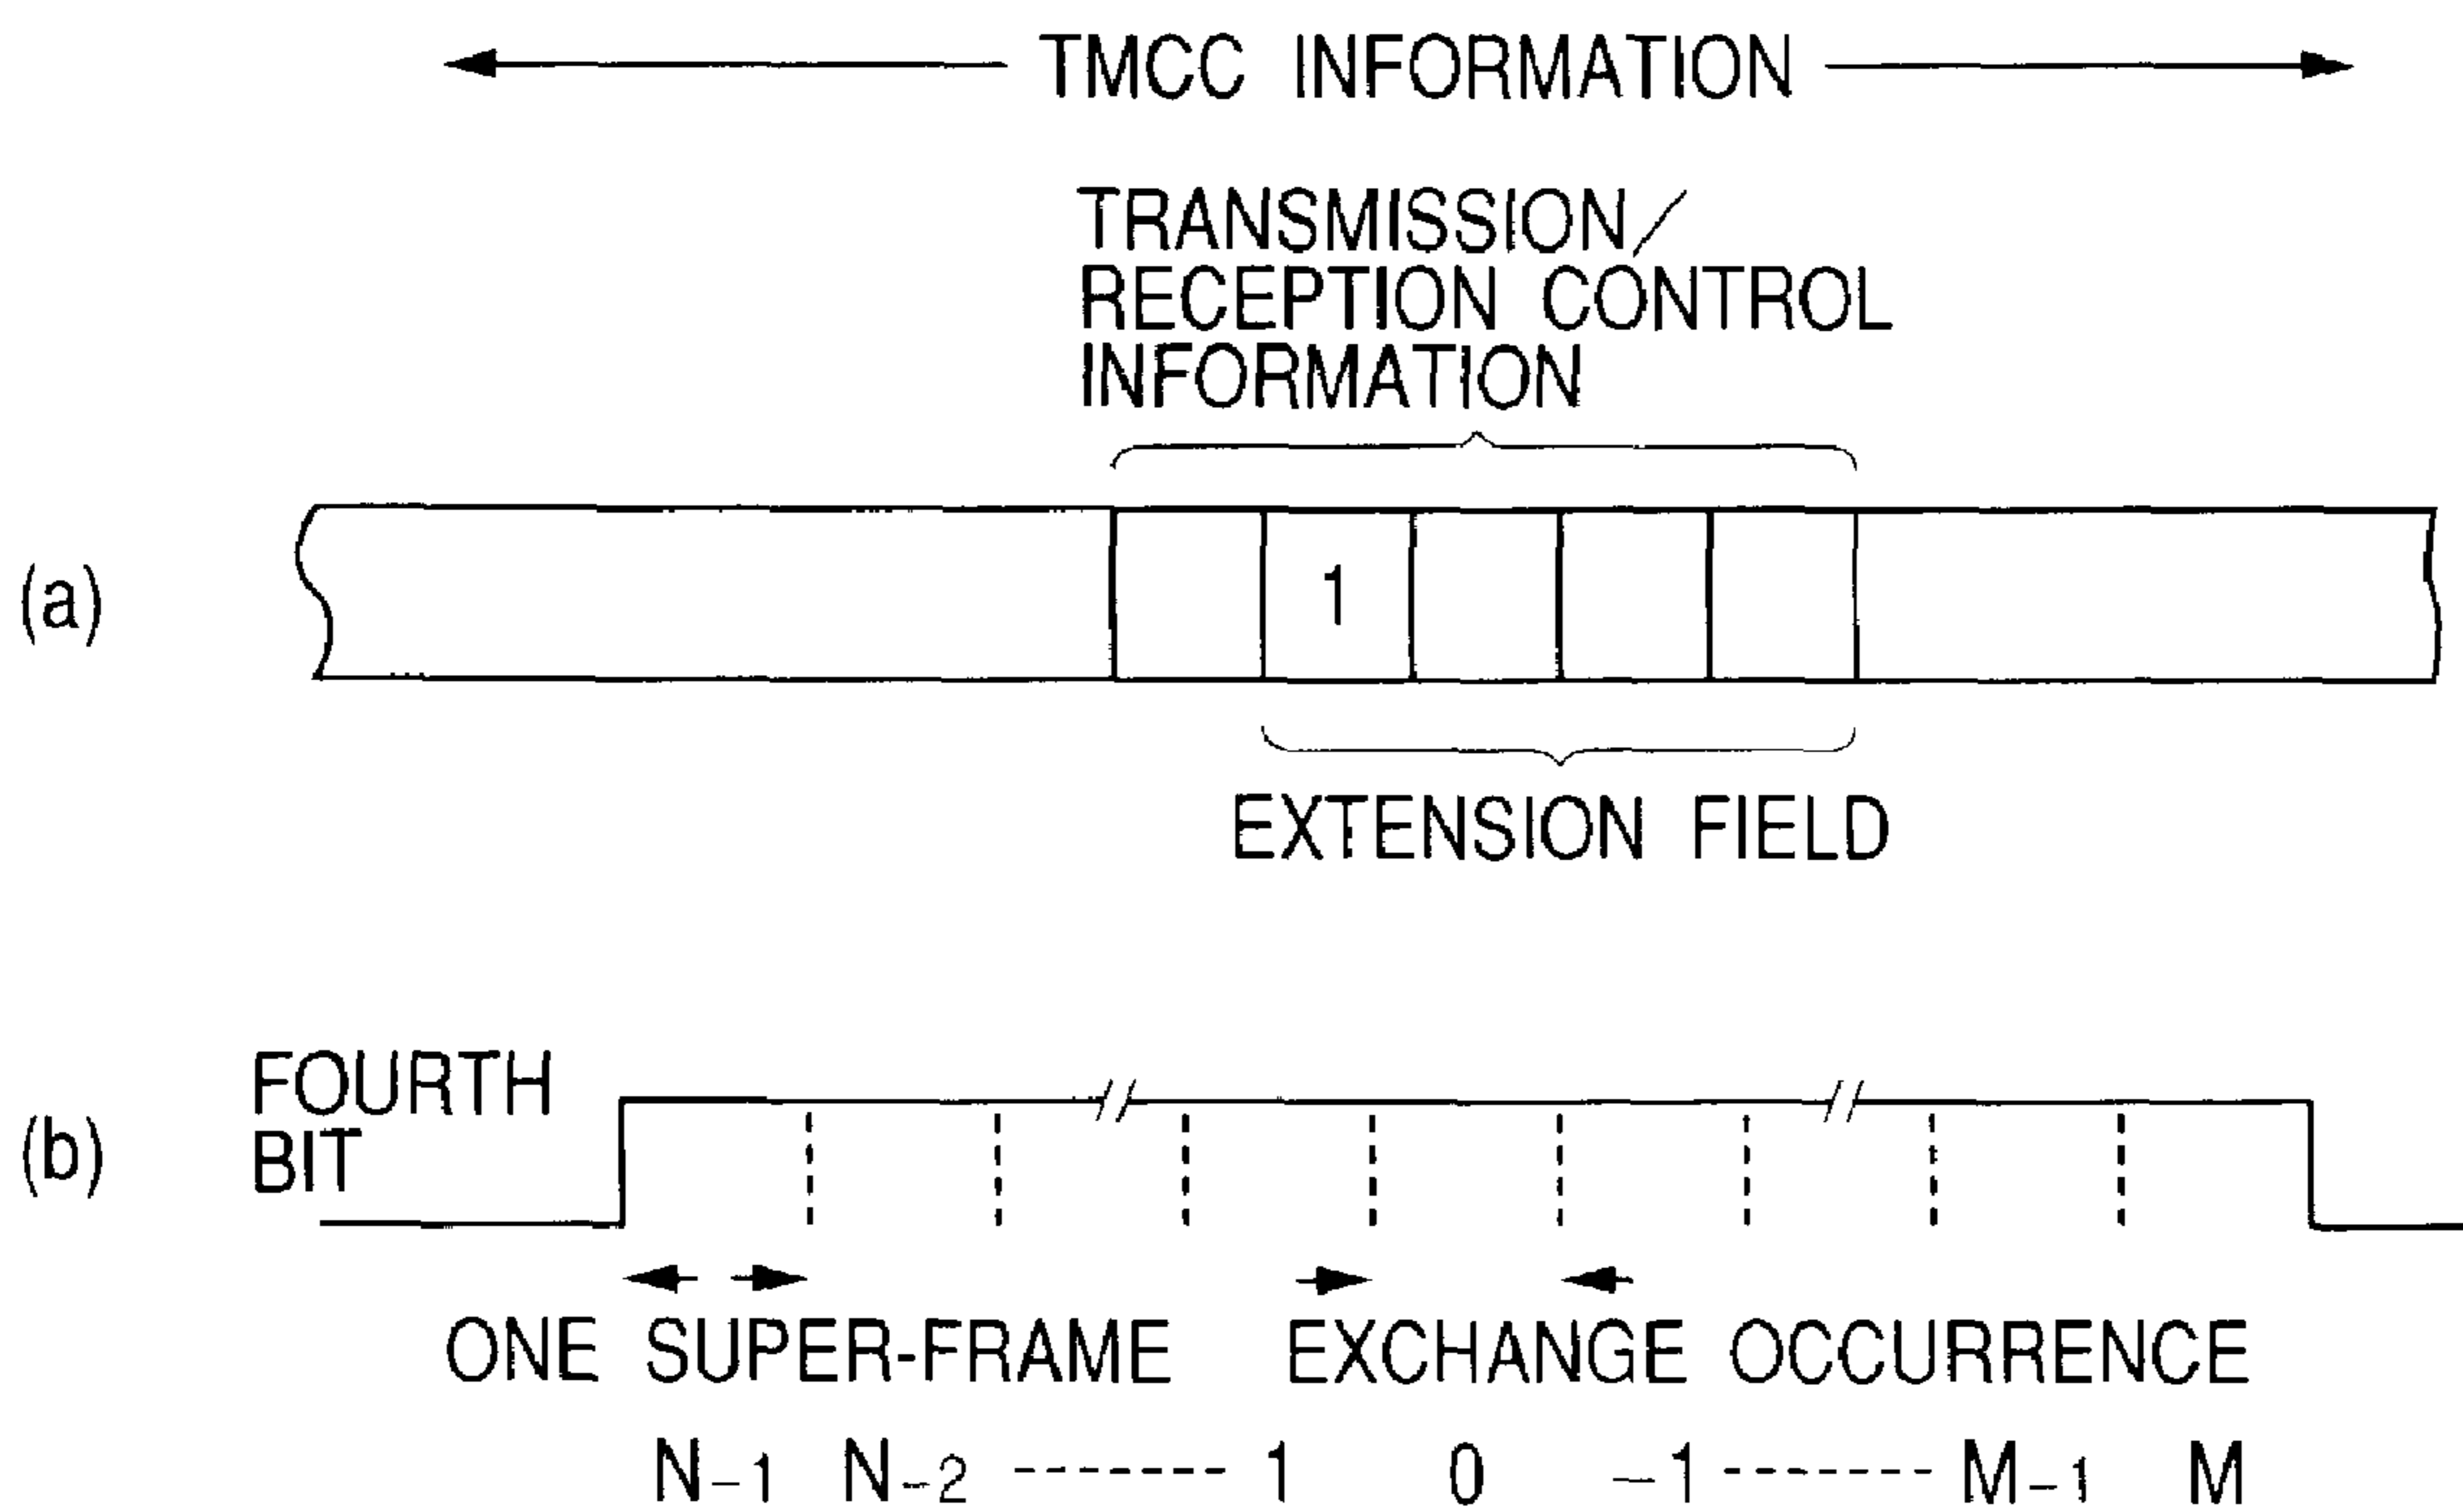 TMCC INFORMATION
TRANSMISSION/
RECEPTION CONTROL
INFORMATION
(a)
1
EXTENSION FIELD
(b)
FOURTH
BIT
ONE SUPER-FRAME EXCHANGE OCCURRENCE
N-1 N-2 -------- 1 0 -1 ------- M-1 M